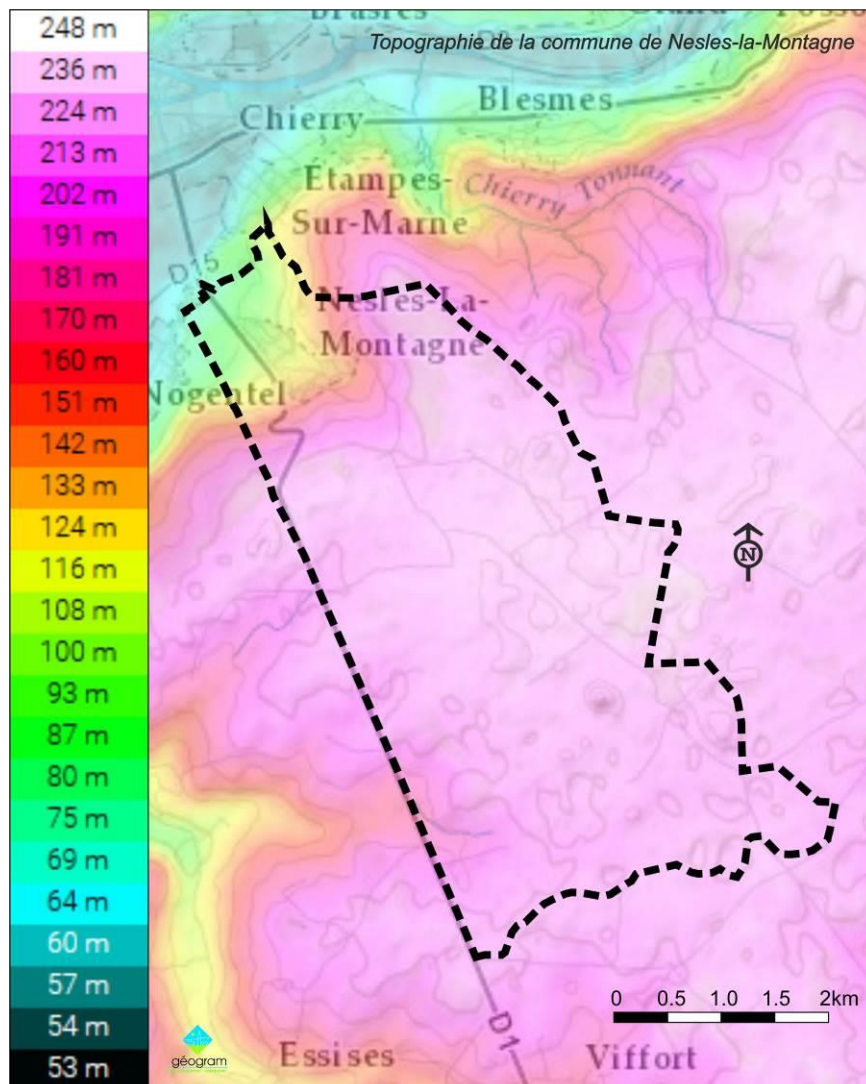 248 m
236 m
224 m
213 m
202 m
191 m
181 m
170 m
160 m
151 m
142 m
133 m
124 m
116 m
108 m
100 m
93 m
87 m
80 m
75 m
69 m
64 m
60 m
57 m
54 m
53 m
Topographie de la commune de Nesles-la-Montagne
Blesmes
Chierry
Étampes-
Sur-Marne
Chierry Tonnant
D15
Nesles-La-
Montagne
Nogentel
N
0 0.5 1.0 1.5 2km
D1
géogram
Essises
Viffort